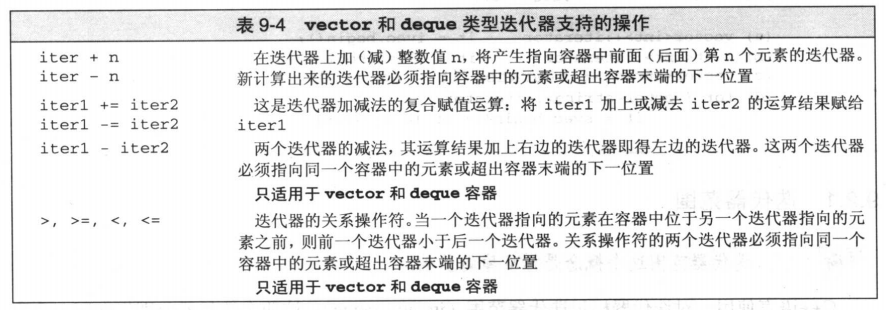 表 9-4 vector 和 deque 类型迭代器支持的操作
iter + n 在迭代器上加（减）整数值 n，将产生指向容器中前面（后面）第 n 个元素的迭代器。
iter - n 新计算出来的迭代器必须指向容器中的元素或超出容器末端的下一位置
iter1 += iter2 这是迭代器加减法的复合赋值运算：将 iter1 加上或减去 iter2 的运算结果赋给
iter1 -= iter2 iter1
iter1 - iter2 两个迭代器的减法，其运算结果加上右边的迭代器即得左边的迭代器。这两个迭代器
必须指向同一个容器中的元素或超出容器末端的下一位置
只适用于 vector 和 deque 容器
>, >=, <, <= 迭代器的关系操作符。当一个迭代器指向的元素在容器中位于另一个迭代器指向的元
素之前，则前一个迭代器小于后一个迭代器。关系操作符的两个迭代器必须指向同一个
容器中的元素或超出容器末端的下一位置
只适用于 vector 和 deque 容器